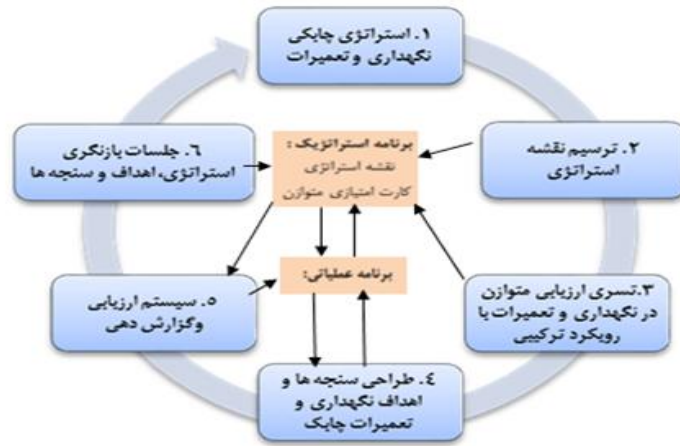 ۱. استراتژی چابکی
نگهداری و تعمیرات
۲. ترسیم نقشه
استراتژی
۳.تسری ارزیابی متوازن
در نگهداری و تعمیرات با
رویکرد ترکیبی
٤. طراحی سنجه ها و
اهداف نگهداری و
تعمیرات چابک
۵. سیستم ارزیابی
وگزارش دهی
۶. جلسات بازنگری
استراتژی، اهداف و سنجه ها
برنامه استراتژیک :
نقشه استراتژی
کارت امتیازی متوازن
برنامه عملیاتی: